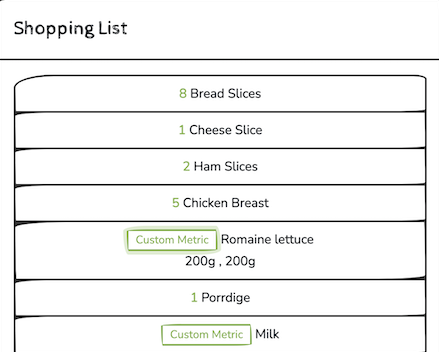 Shopping List
8 Bread Slices
1 Cheese Slice
2 Ham Slices
5 Chicken Breast
Custom Metric Romaine lettuce
200g , 200g
1 Porrdige
Custom Metric Milk